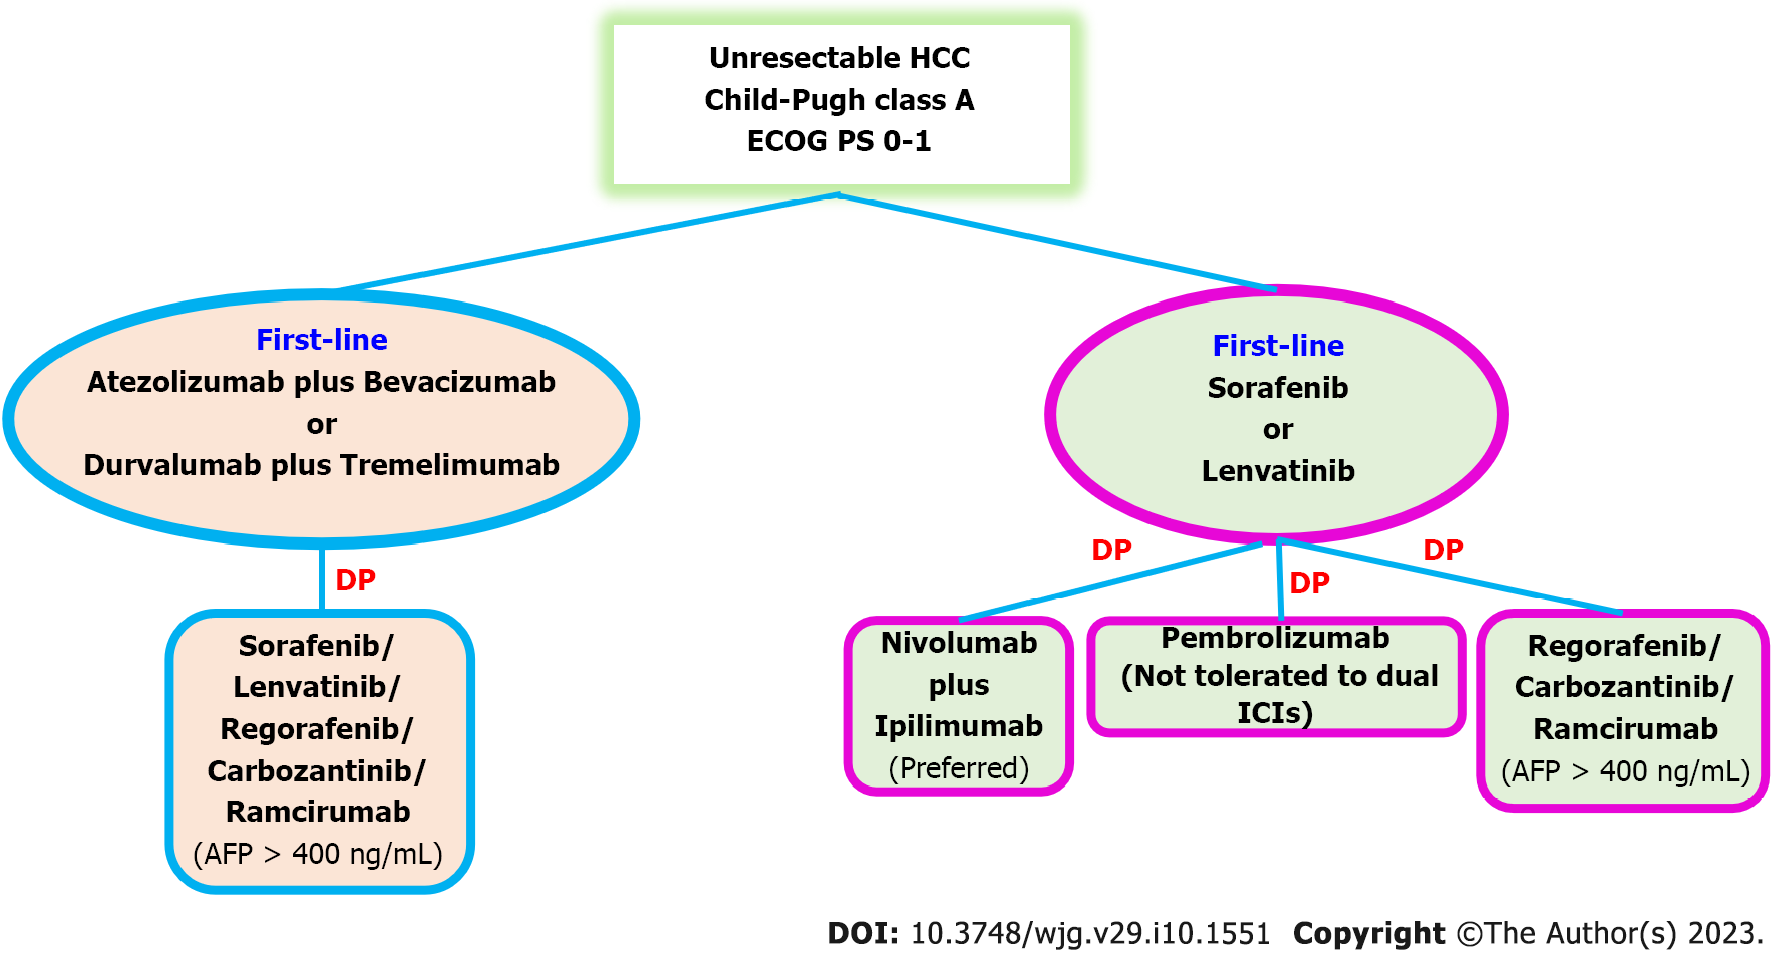 Unresectable HCC
Child-Pugh class A
ECOG PS 0-1
First-line
Atezolizumab plus Bevacizumab
or
Durvalumab plus Tremelimumab
First-line
Sorafenib
or
Lenvatinib
DP
DP
DP
DP
Sorafenib/
Lenvatinib/
Regorafenib/
Carbozantinib/
Ramcirumab
(AFP > 400 ng/mL)
Nivolumab
plus
Ipilimumab
(Preferred)
Pembrolizumab
(Not tolerated to dual
ICIs)
Regorafenib/
Carbozantinib/
Ramcirumab
(AFP > 400 ng/mL)
DOI: 10.3748/wjg.v29.i10.1551 Copyright ©The Author(s) 2023.